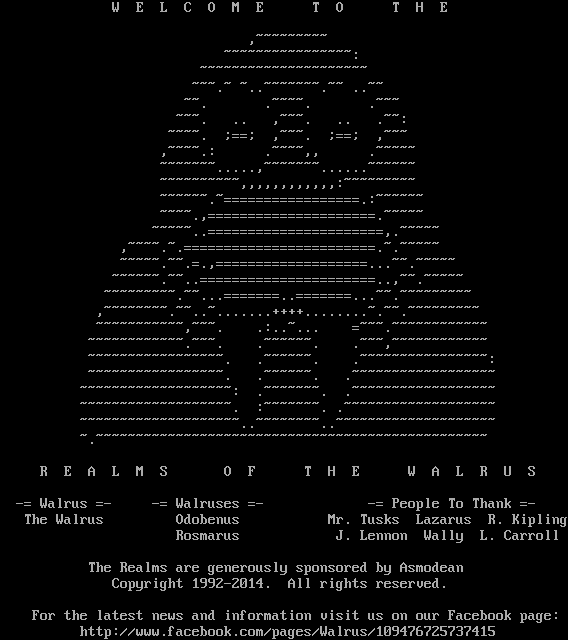 W E L C O M E T O T H E
R E A L M S O F T H E W A L R U S
-= Walrus =- -= Walruses =- -= People To Thank =-
The Walrus Odobenus Mr. Tusks Lazarus R. Kipling
Rosmarus J. Lennon Wally L. Carroll
The Realms are generously sponsored by Asmodean
Copyright 1992-2014. All rights reserved.
For the latest news and information visit us on our Facebook page:
http://www.facebook.com/pages/Walrus/109476725737415